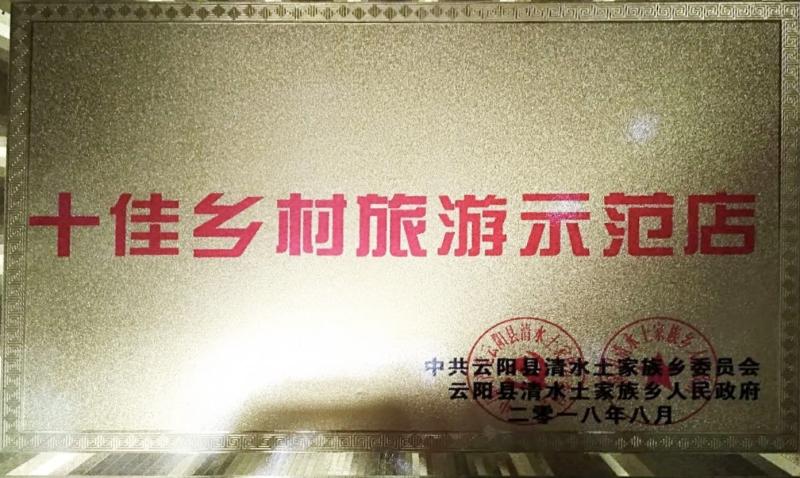 十佳乡村旅游示范店
中共云阳县清水土家族乡委员会
云阳县清水土家族乡人民政府
二零一八年八月